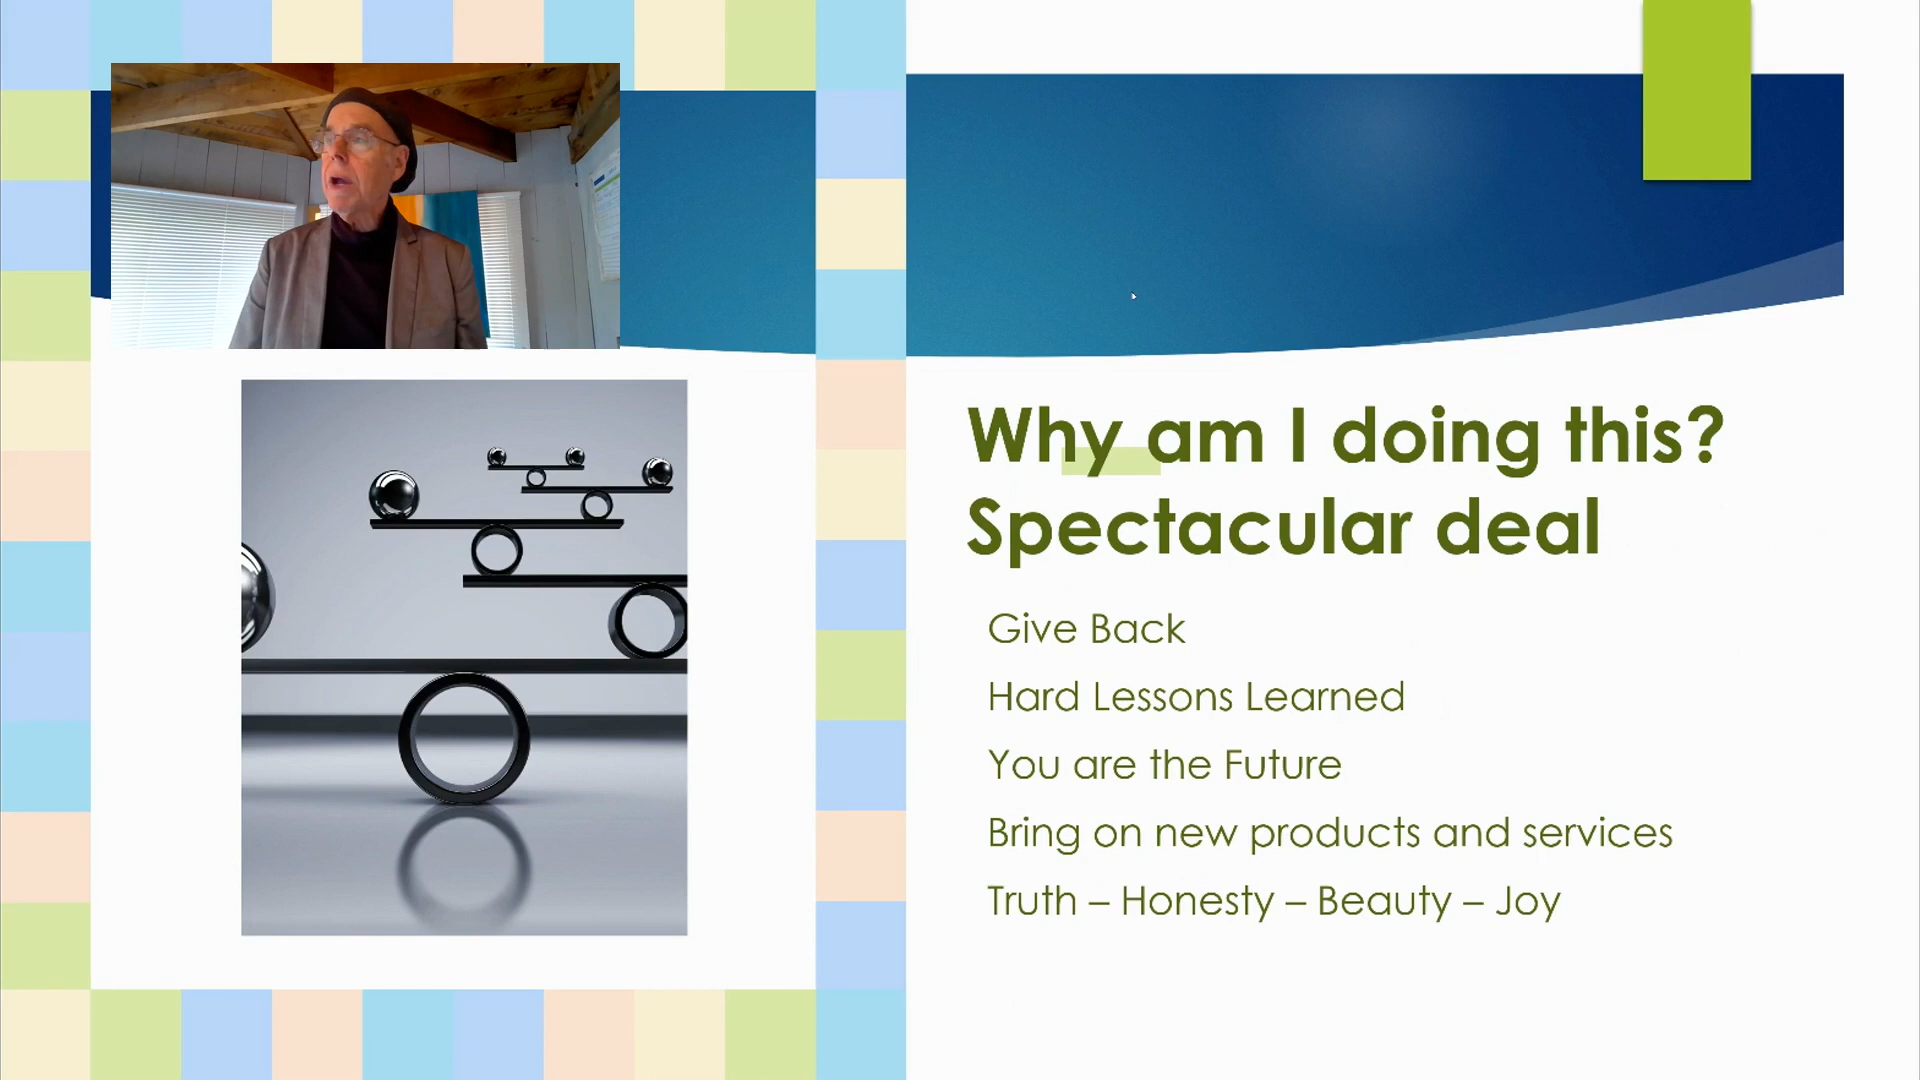 Why am I doing this?
Spectacular deal
Give Back
Hard Lessons Learned
You are the Future
Bring on new products and services
Truth – Honesty – Beauty – Joy